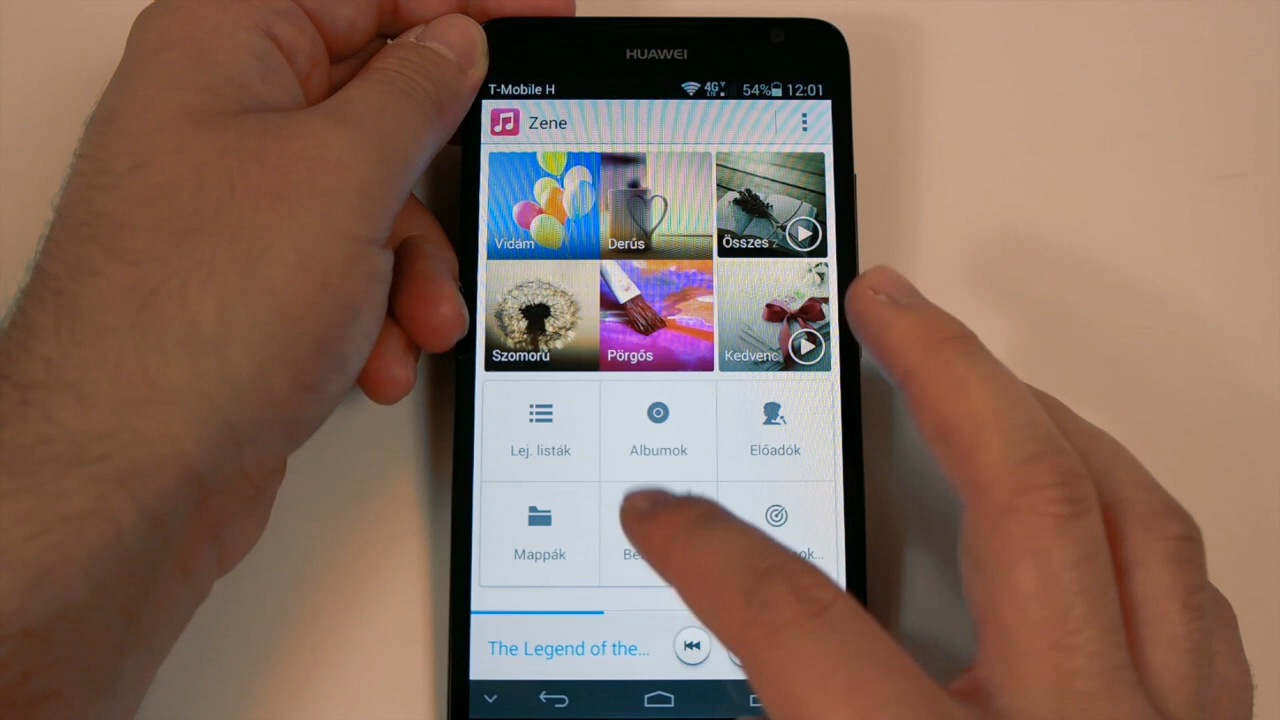 HUAWEI
T-Mobile H 4G 54% 12:01
Zene
Vidám Derűs Összes
Szomorú Pörgős Kedvenc
Lej. listák Albumok Előadók
Mappák
The Legend of the...